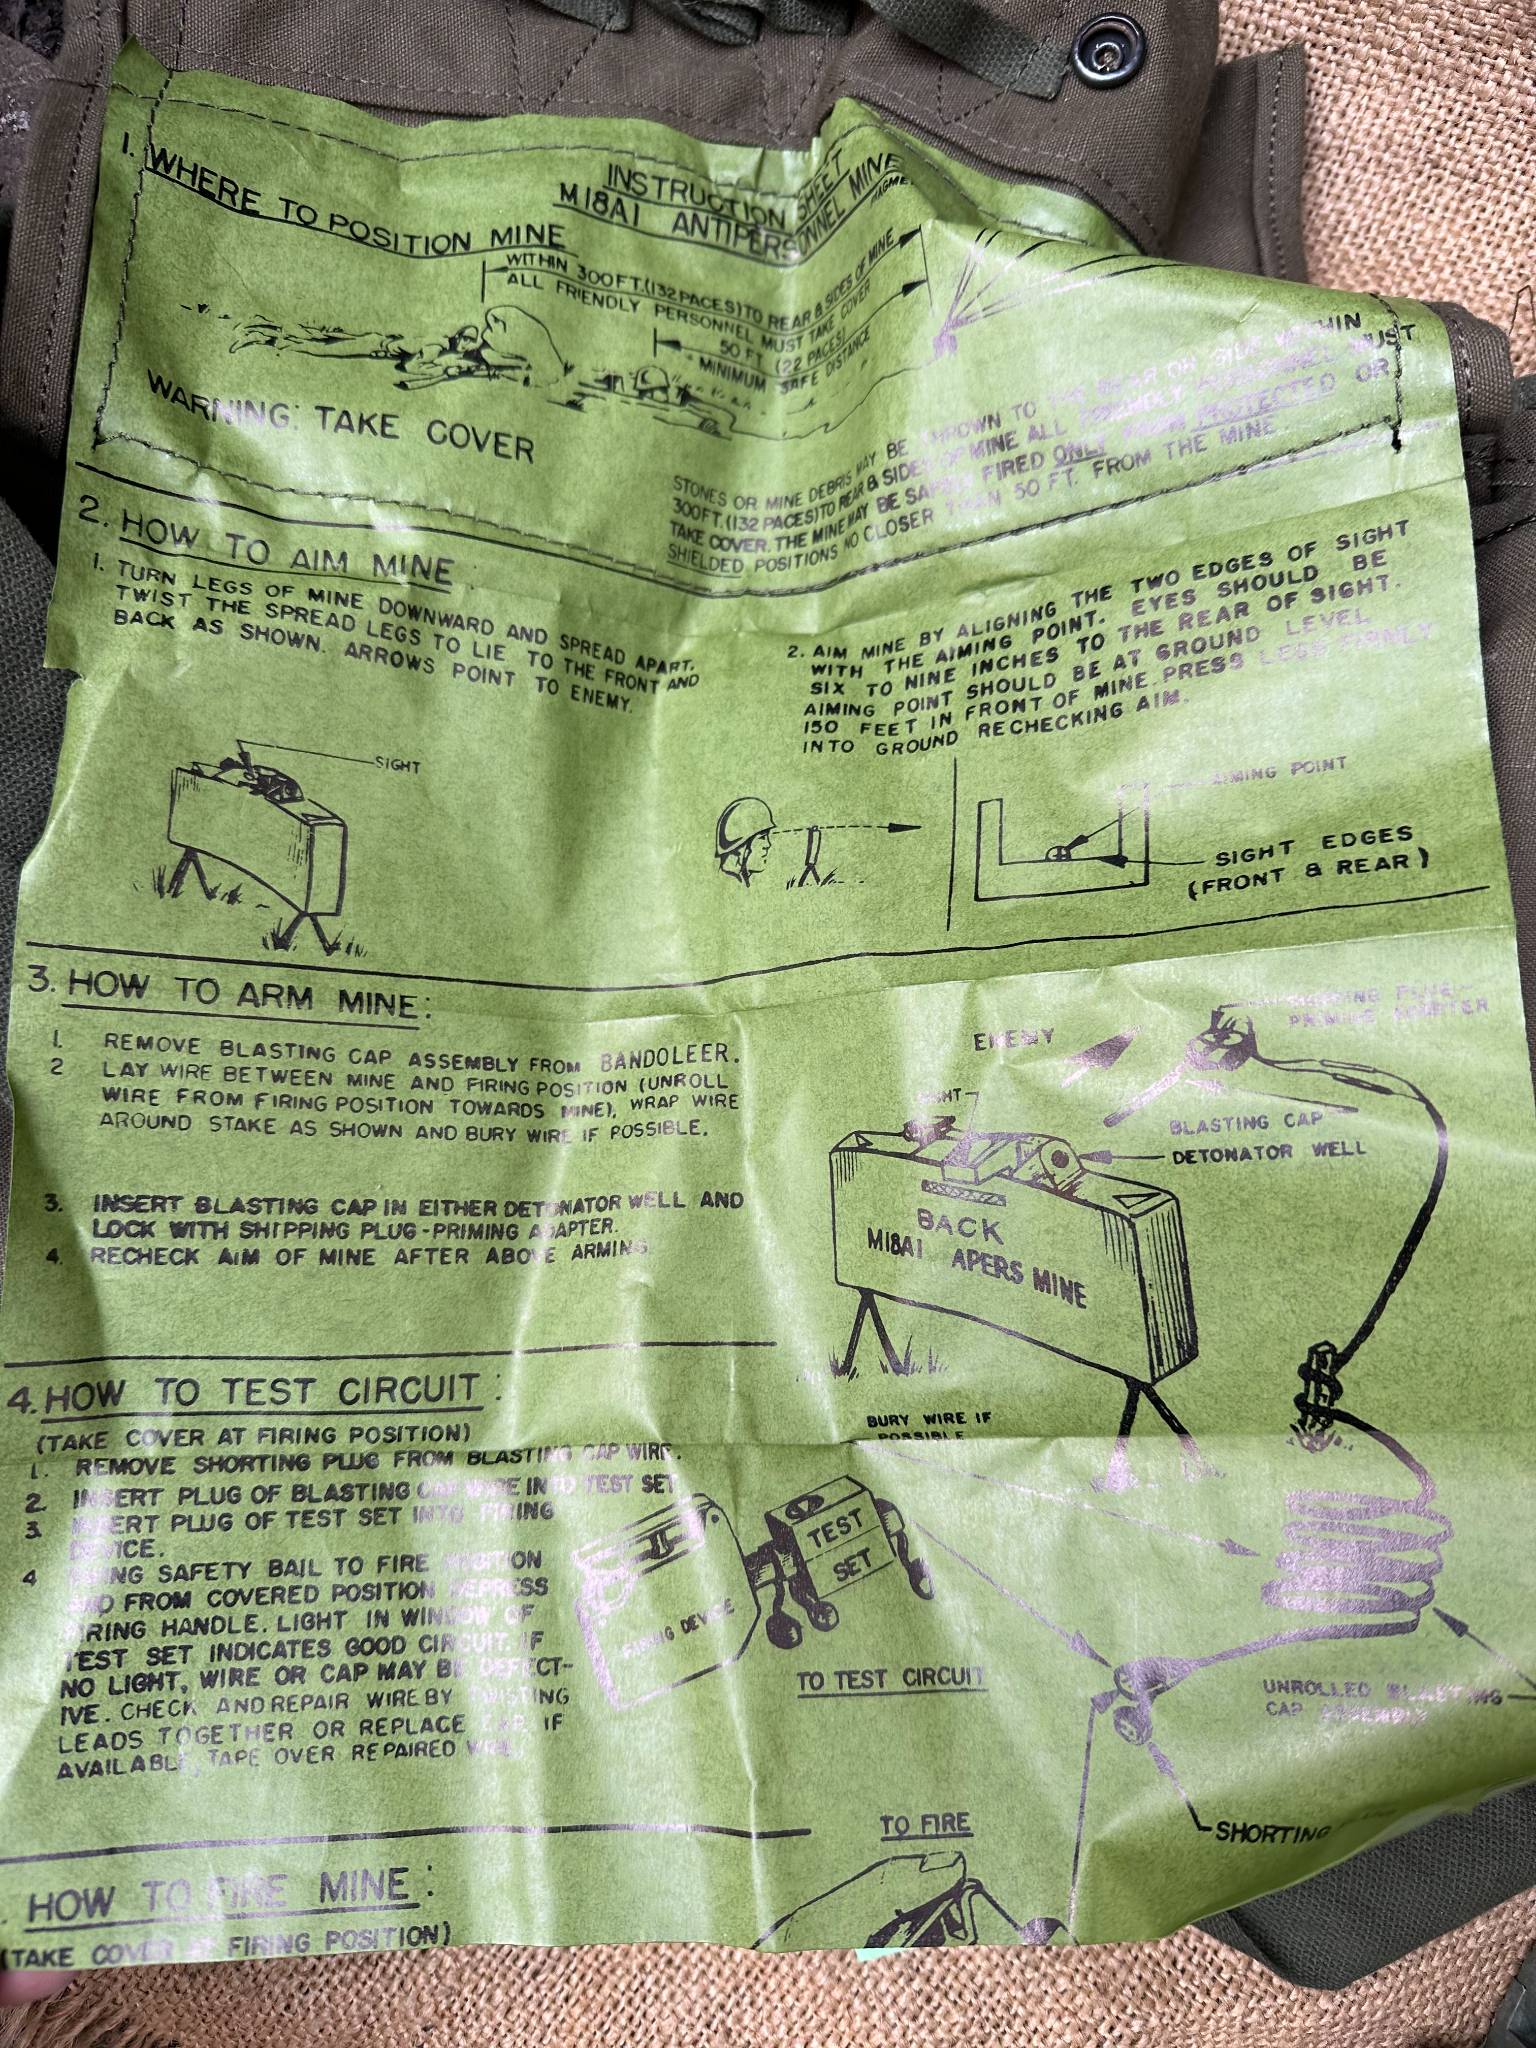 INSTRUCTION SHEET
M18A1 ANTIPERSONNEL MINE
1. WHERE TO POSITION MINE
WITHIN 300FT.(132 PACES) TO REAR & SIDES OF MINE
ALL FRIENDLY PERSONNEL MUST TAKE COVER
50 FT (22 PACES)
MINIMUM SAFE DISTANCE
WARNING: TAKE COVER
STONES OR MINE DEBRIS MAY BE THROWN TO THE REAR OR SIDE WITHIN
300FT.(132 PACES) TO REAR & SIDES OF MINE ALL FRIENDLY PERSONNEL MUST
TAKE COVER. THE MINE MAY BE SAFELY FIRED ONLY FROM PROTECTED OR
SHIELDED POSITIONS NO CLOSER THAN 50 FT. FROM THE MINE
2. HOW TO AIM MINE
1. TURN LEGS OF MINE DOWNWARD AND SPREAD APART.
TWIST THE SPREAD LEGS TO LIE TO THE FRONT AND
BACK AS SHOWN. ARROWS POINT TO ENEMY.
2. AIM MINE BY ALIGNING THE TWO EDGES OF SIGHT
WITH THE AIMING POINT. EYES SHOULD BE
SIX TO NINE INCHES TO THE REAR OF SIGHT.
AIMING POINT SHOULD BE AT GROUND LEVEL
150 FEET IN FRONT OF MINE. PRESS LEGS FIRMLY
INTO GROUND RECHECKING AIM.
SIGHT
AIMING POINT
SIGHT EDGES
(FRONT & REAR)
3. HOW TO ARM MINE:
1. REMOVE BLASTING CAP ASSEMBLY FROM BANDOLEER.
2 LAY WIRE BETWEEN MINE AND FIRING POSITION (UNROLL
WIRE FROM FIRING POSITION TOWARDS MINE), WRAP WIRE
AROUND STAKE AS SHOWN AND BURY WIRE IF POSSIBLE.
3. INSERT BLASTING CAP IN EITHER DETONATOR WELL AND
LOCK WITH SHIPPING PLUG-PRIMING ADAPTER.
4. RECHECK AIM OF MINE AFTER ABOVE ARMING
SHIPPING PLUG-
PRIMING ADAPTER
ENEMY
SIGHT
BLASTING CAP
DETONATOR WELL
BACK
M18A1 APERS MINE
BURY WIRE IF
POSSIBLE
4. HOW TO TEST CIRCUIT:
(TAKE COVER AT FIRING POSITION)
1. REMOVE SHORTING PLUG FROM BLASTING CAP WIRE.
2. INSERT PLUG OF BLASTING CAP WIRE INTO TEST SET
3. INSERT PLUG OF TEST SET INTO FIRING
DEVICE.
4 SAFETY BAIL TO FIRE POSITION
AND FROM COVERED POSITION DEPRESS
FIRING HANDLE. LIGHT IN WINDOW OF
TEST SET INDICATES GOOD CIRCUIT. IF
NO LIGHT, WIRE OR CAP MAY BE DEFECT-
IVE. CHECK AND REPAIR WIRE BY TWISTING
LEADS TOGETHER OR REPLACE CAP IF
AVAILABLE, TAPE OVER REPAIRED WIRE.
FIRING DEVICE
TEST
SET
TO TEST CIRCUIT
UNROLLED BLASTING
CAP ASSEMBLY
SHORTING
TO FIRE
HOW TO FIRE MINE:
(TAKE COVER AT FIRING POSITION)